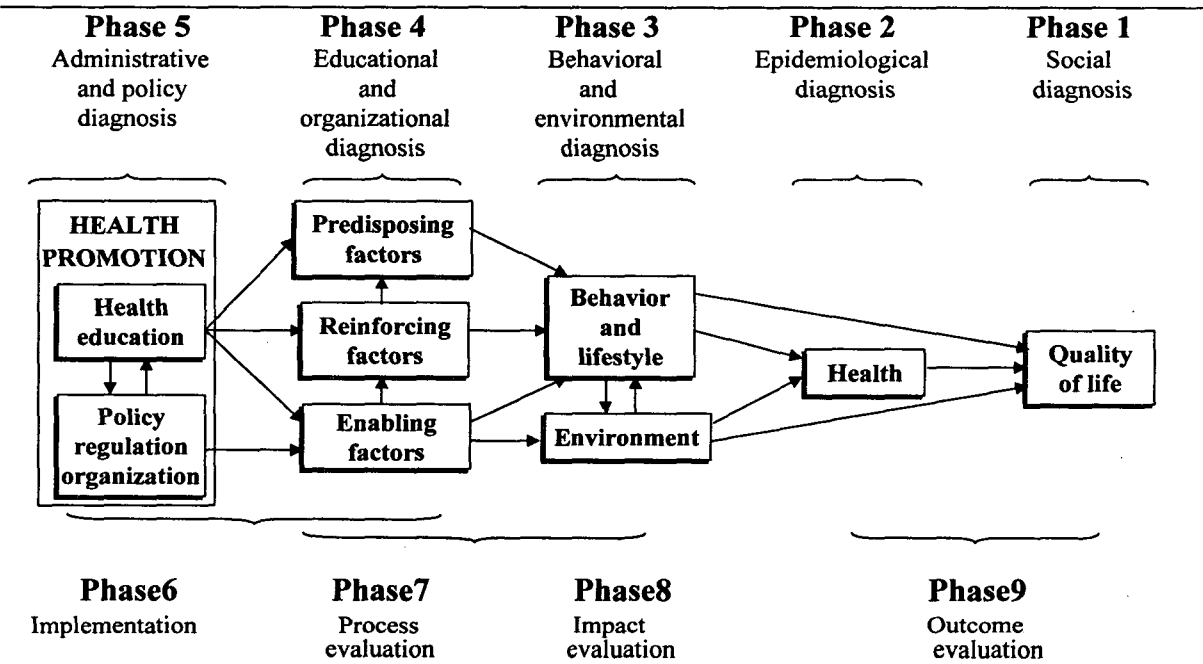 Phase 5
Administrative
and policy
diagnosis
Phase 4
Educational
and
organizational
diagnosis
Phase 3
Behavioral
and
environmental
diagnosis
Phase 2
Epidemiological
diagnosis
Phase 1
Social
diagnosis
HEALTH
PROMOTION
Health
education
Policy
regulation
organization
Predisposing
factors
Reinforcing
factors
Enabling
factors
Behavior
and
lifestyle
Environment
Health
Quality
of life
Phase6
Implementation
Phase7
Process
evaluation
Phase8
Impact
evaluation
Phase9
Outcome
evaluation